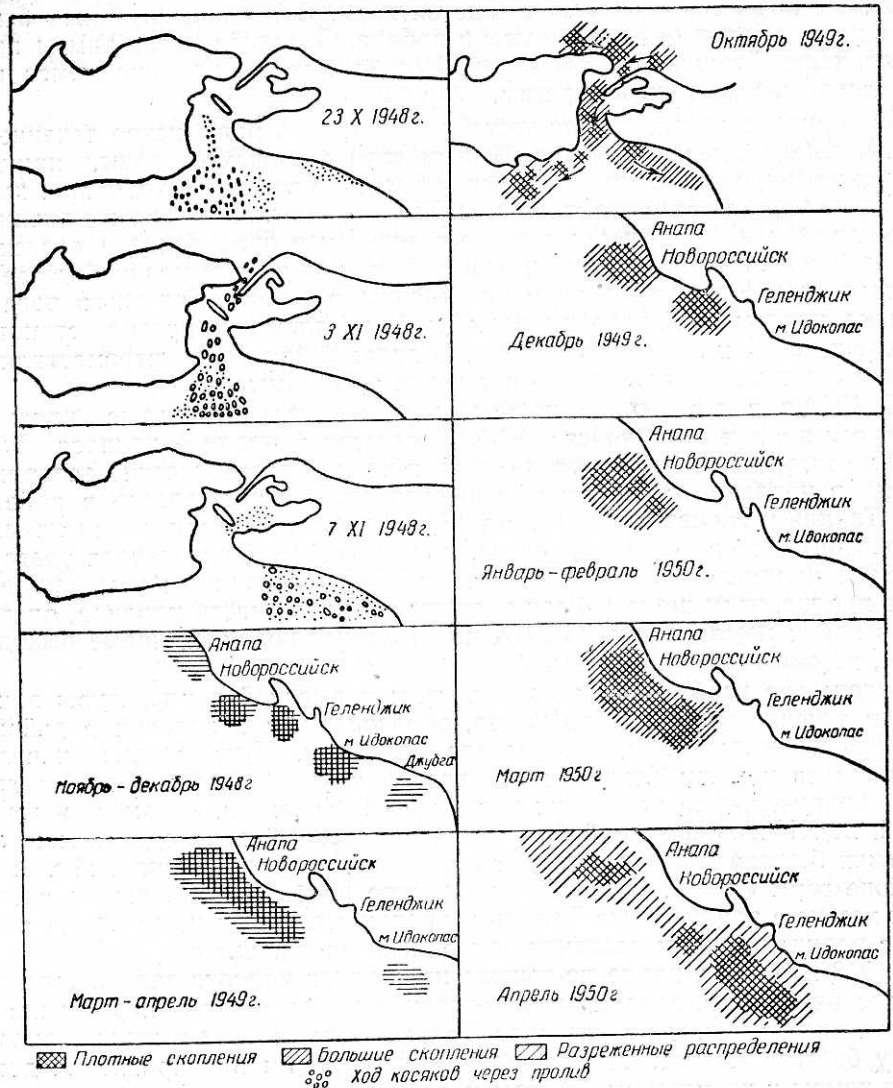 23 X 1948г.
3 XI 1948г.
7 XI 1948г.
Анапа
Новороссийск
Геленджик
м Идокопас
Джубга
Ноябрь - декабрь 1948г
Анапа
Новороссийск
Геленджик
м Идокопас
Март - апрель 1949г.
Октябрь 1949г.
Анапа
Новороссийск
Геленджик
м Идокопас
Декабрь 1949г.
Анапа
Новороссийск
Геленджик
м. Идокопас
Январь - февраль 1950г.
Анапа
Новороссийск
Геленджик
м Идокопас
Март 1950г
Анапа
Новороссийск
Геленджик
м. Идокопас
Апрель 1950г
Плотные скопления Большие скопления Разреженные распределения
Ход косяков через пролив